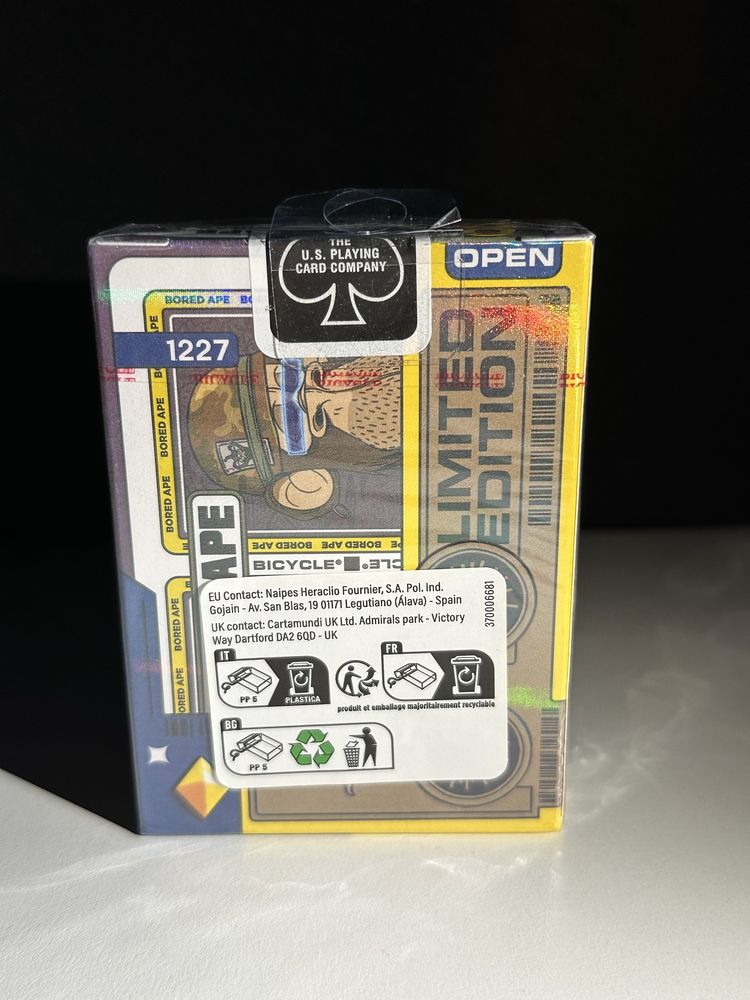 THE
U.S. PLAYING
CARD COMPANY
OPEN
BORED APE
1227
BICYCLE
BICYCLE
BICYCLE
LIMITED
EDITION
BORED APE
BORED APE
BORED APE
APE
BORED APE BORED APE
BICYCLE®
EU Contact: Naipes Heraclio Fournier, S.A. Pol. Ind.
Gojain - Av. San Blas, 19 01171 Legutiano (Álava) - Spain
UK contact: Cartamundi UK Ltd. Admirals park - Victory
Way Dartford DA2 6QD - UK
370006681
IT
PP 5
PLASTICA
FR
produit et emballage majoritairement recyclable
BG
PP 5